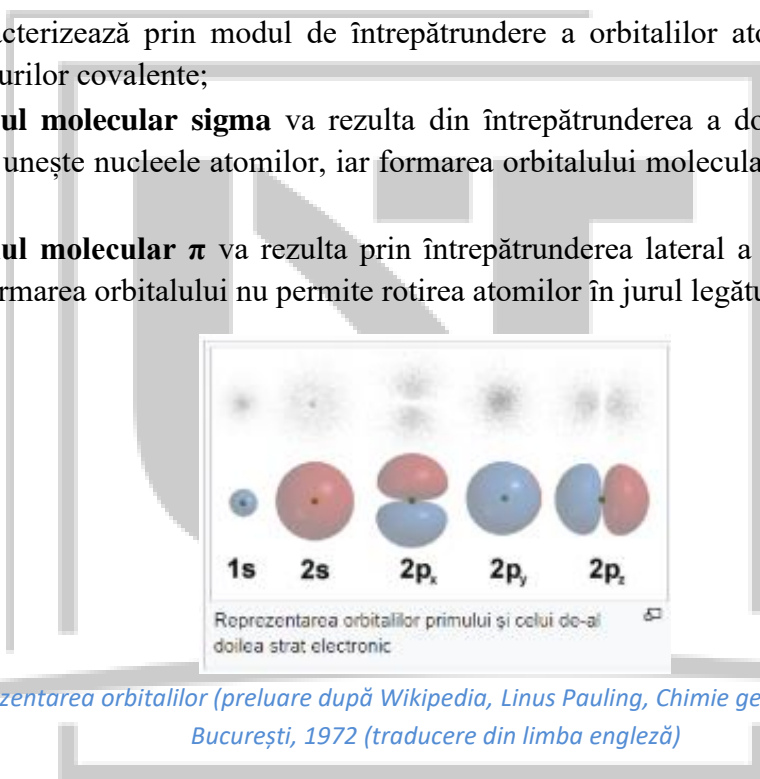 acterizează prin modul de întrepătrundere a orbitalilor ato
urilor covalente;
ul molecular sigma va rezulta din întrepătrunderea a do
unește nucleele atomilor, iar formarea orbitalului molecula
ul molecular π va rezulta prin întrepătrunderea lateral a
rmarea orbitalului nu permite rotirea atomilor în jurul legătu
1s 2s 2pₓ 2pᵧ 2p_z
Reprezentarea orbitalilor primului și celui de-al
doilea strat electronic
zentarea orbitalilor (preluare după Wikipedia, Linus Pauling, Chimie ge
București, 1972 (traducere din limba engleză)